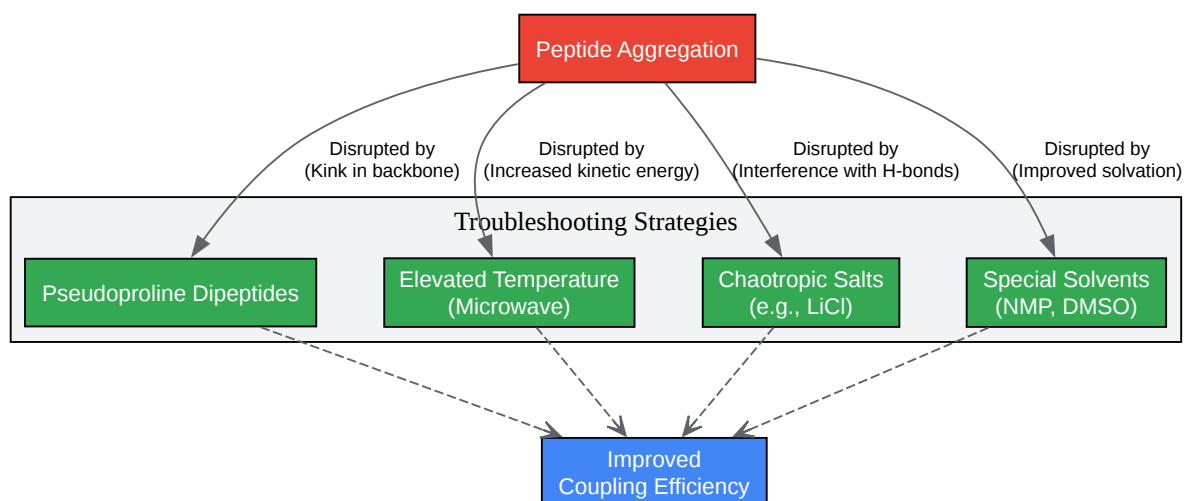 Peptide Aggregation
Disrupted by
(Kink in backbone)
Disrupted by
(Increased kinetic energy)
Disrupted by
(Interference with H-bonds)
Disrupted by
(Improved solvation)
Troubleshooting Strategies
Pseudoproline Dipeptides
Elevated Temperature
(Microwave)
Chaotropic Salts
(e.g., LiCl)
Special Solvents
(NMP, DMSO)
Improved
Coupling Efficiency